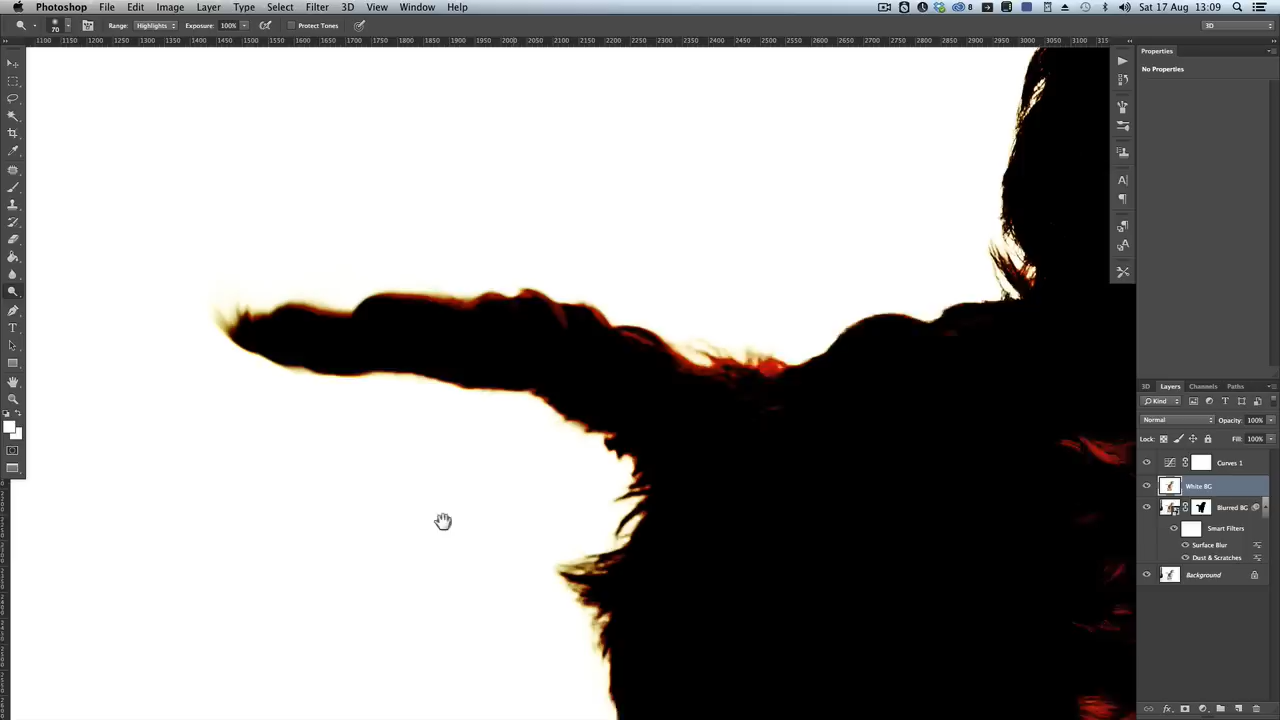 Photoshop File Edit Image Layer Type Select Filter 3D View Window Help
8 Sat 17 Aug 13:09
70 Range: Highlights Exposure: 100% Protect Tones 3D
1100 1150 1200 1250 1300 1350 1400 1450 1500 1550 1600 1650 1700 1750 1800 1850 1900 1950 2000 2050 2100 2150 2200 2250 2300 2350 2400 2450 2500 2550 2600 2650 2700 2750 2800 2850 2900 2950 3000 3050 3100 315
Properties
No Properties
3D Layers Channels Paths
Kind
Normal Opacity: 100%
Lock: Fill: 100%
Curves 1
White BG
Blurred BG
Smart Filters
Surface Blur
Dust & Scratches
Background